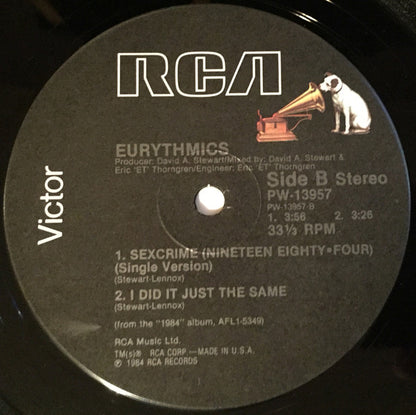 RCA
Victor
EURYTHMICS
Producer: David A. Stewart/Mixed by: David A. Stewart &
Eric 'ET' Thorngren/Engineer: Eric 'ET' Thorngren
Side B Stereo
PW-13957
PW-13957-B
1. 3:56 2. 3:26
33⅓ RPM
1. SEXCRIME (NINETEEN EIGHTY•FOUR)
(Single Version)
(Stewart-Lennox)
2. I DID IT JUST THE SAME
(Stewart-Lennox)
(from the "1984" album, AFL1-5349)
RCA Music Ltd.
TM(s)® RCA CORP—MADE IN U.S.A.
℗ 1984 RCA RECORDS